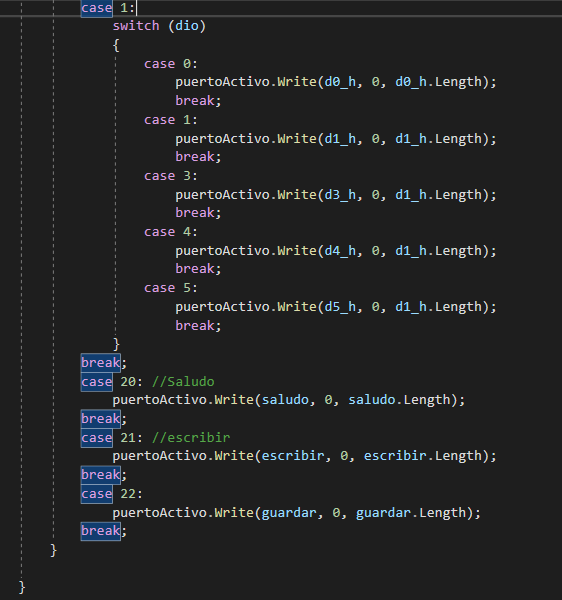 case 1:
switch (dio)
{
case 0:
puertoActivo.Write(d0_h, 0, d0_h.Length);
break;
case 1:
puertoActivo.Write(d1_h, 0, d1_h.Length);
break;
case 3:
puertoActivo.Write(d3_h, 0, d1_h.Length);
break;
case 4:
puertoActivo.Write(d4_h, 0, d1_h.Length);
break;
case 5:
puertoActivo.Write(d5_h, 0, d1_h.Length);
break;
}
break;
case 20: //Saludo
puertoActivo.Write(saludo, 0, saludo.Length);
break;
case 21: //escribir
puertoActivo.Write(escribir, 0, escribir.Length);
break;
case 22:
puertoActivo.Write(guardar, 0, guardar.Length);
break;
}
}